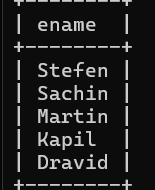 +---------+
| ename   |
+---------+
| Stefen  |
| Sachin  |
| Martin  |
| Kapil   |
| Dravid  |
+---------+